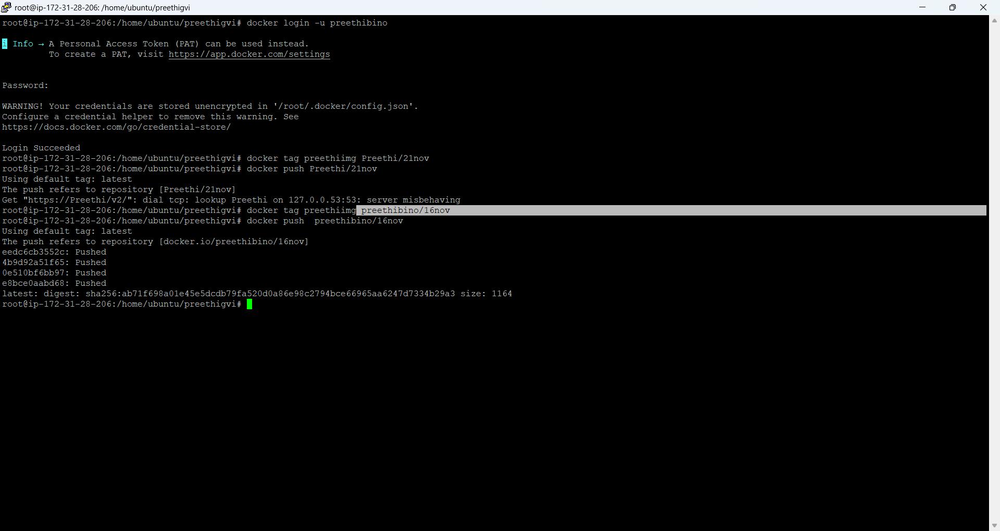 root@ip-172-31-28-206: /home/ubuntu/preethigvi
root@ip-172-31-28-206:/home/ubuntu/preethigvi# docker login -u preethibino
i Info → A Personal Access Token (PAT) can be used instead.
To create a PAT, visit https://app.docker.com/settings
Password:
WARNING! Your credentials are stored unencrypted in '/root/.docker/config.json'.
Configure a credential helper to remove this warning. See
https://docs.docker.com/go/credential-store/
Login Succeeded
root@ip-172-31-28-206:/home/ubuntu/preethigvi# docker tag preethiimg Preethi/21nov
root@ip-172-31-28-206:/home/ubuntu/preethigvi# docker push Preethi/21nov
Using default tag: latest
The push refers to repository [Preethi/21nov]
Get "https://Preethi/v2/": dial tcp: lookup Preethi on 127.0.0.53:53: server misbehaving
root@ip-172-31-28-206:/home/ubuntu/preethigvi# docker tag preethiimg preethibino/16nov
root@ip-172-31-28-206:/home/ubuntu/preethigvi# docker push  preethibino/16nov
Using default tag: latest
The push refers to repository [docker.io/preethibino/16nov]
eedc6cb3552c: Pushed
4b9d92a51f65: Pushed
0e510bf6bb97: Pushed
e8bce0aabd68: Pushed
latest: digest: sha256:ab71f698a01e45e5dcdb79fa520d0a86e98c2794bce66965aa6247d7334b29a3 size: 1164
root@ip-172-31-28-206:/home/ubuntu/preethigvi#